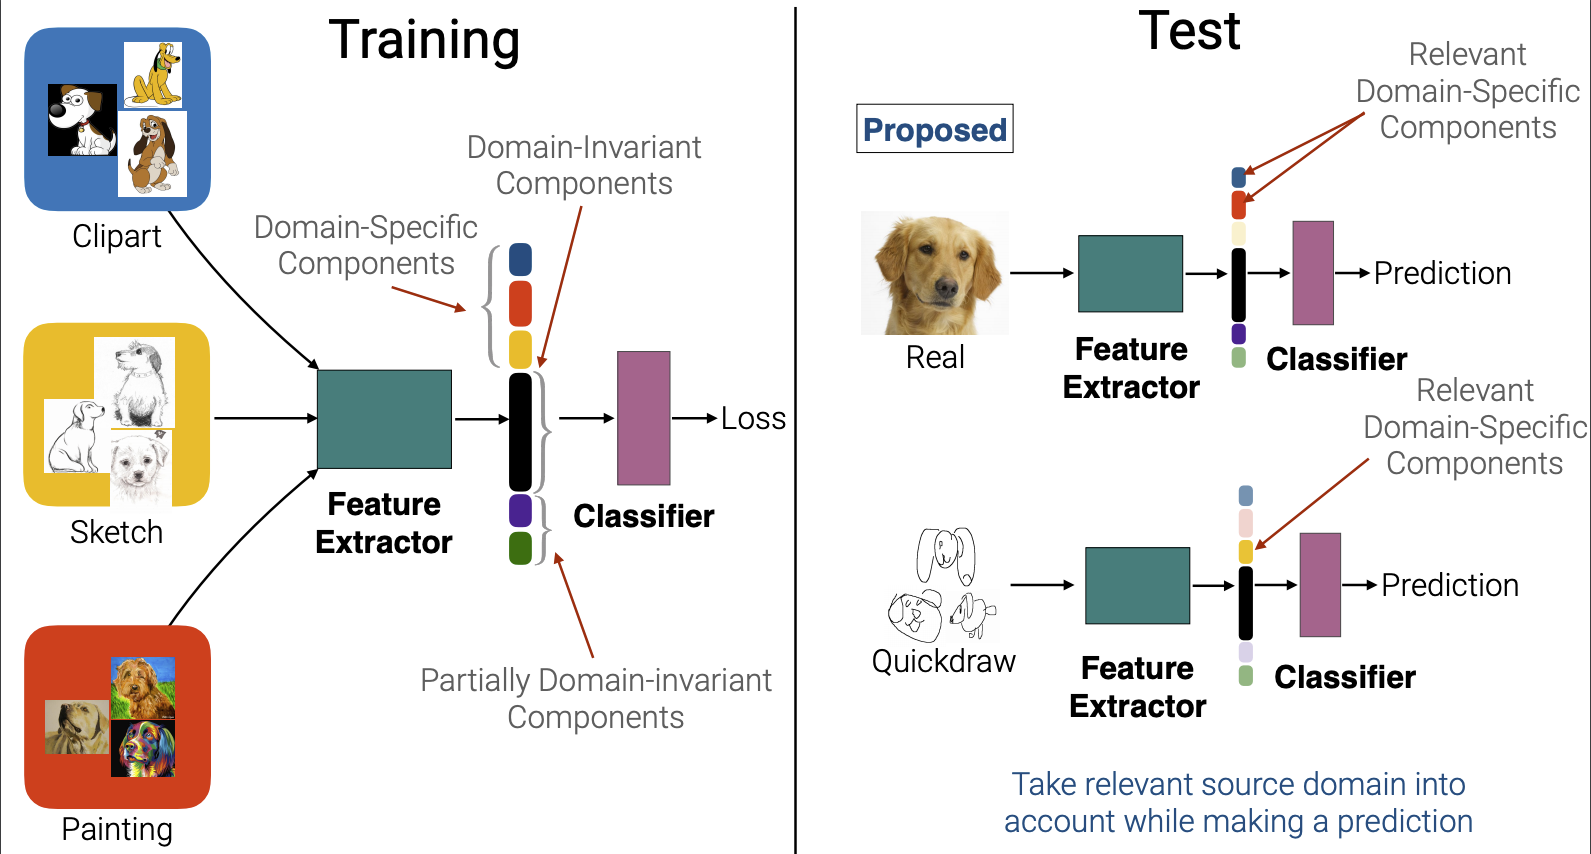 Training
Clipart
Domain-Invariant
Components
Domain-Specific
Components
Sketch
Feature
Extractor
Classifier
Loss
Partially Domain-invariant
Components
Painting
Test
Relevant
Domain-Specific
Components
Proposed
Real
Feature
Extractor
Classifier
Prediction
Relevant
Domain-Specific
Components
Quickdraw
Feature
Extractor
Classifier
Prediction
Take relevant source domain into
account while making a prediction